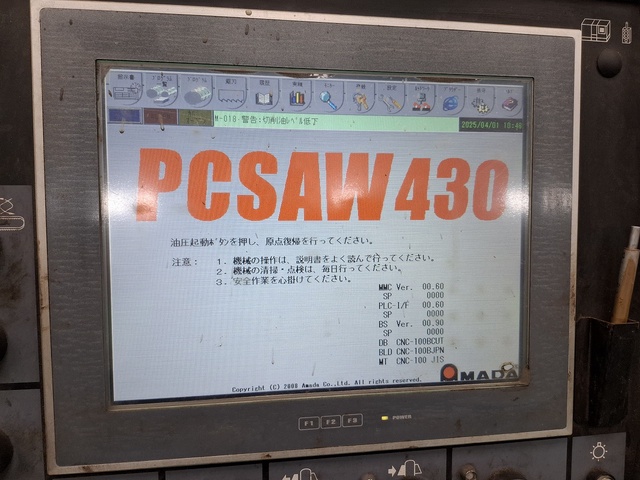 M-018 警告:切削油ﾚﾍﾞﾙ低下
2025/04/01 10:46
PCSAW430
油圧起動ﾎﾞﾀﾝを押し、原点復帰を行ってください。
注意： 1. 機械の操作は、説明書をよく読んで行ってください。
2. 機械の清掃・点検は、毎日行ってください。
3. 安全作業を心掛けてください。
MMC Ver. 00.60
SP 0000
PLC-I/F 00.60
SP 0000
BS Ver. 00.90
SP 0000
DB CNC-100BCUT
BLD CNC-100BJPN
MT CNC-100 JIS
AMADA
Copyright (C) 2008 Amada Co.,Ltd. All rights reserved.
F1 F2 F3 POWER